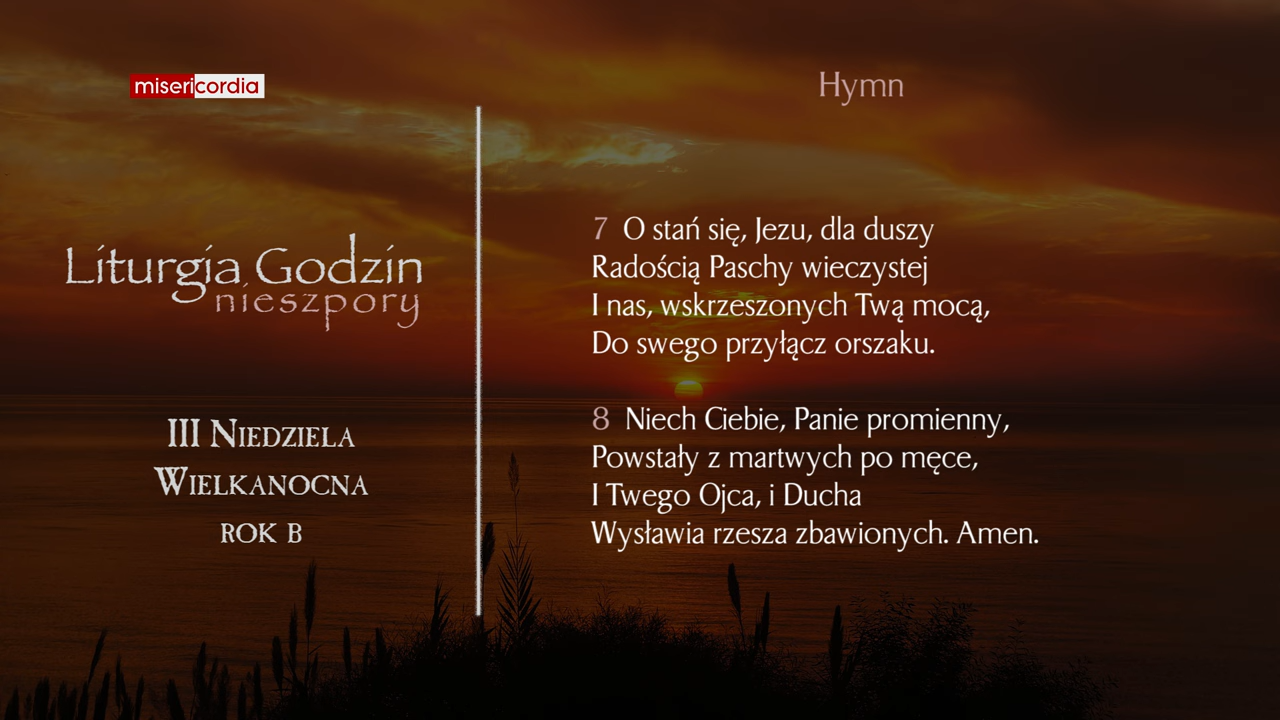 misericordia
Liturgia Godzin
nieszpory
III Niedziela
Wielkanocna
rok B
Hymn
7 O stań się, Jezu, dla duszy
Radością Paschy wieczystej
I nas, wskrzeszonych Twą mocą,
Do swego przyłącz orszaku.
8 Niech Ciebie, Panie promienny,
Powstały z martwych po męce,
I Twego Ojca, i Ducha
Wysławia rzesza zbawionych. Amen.